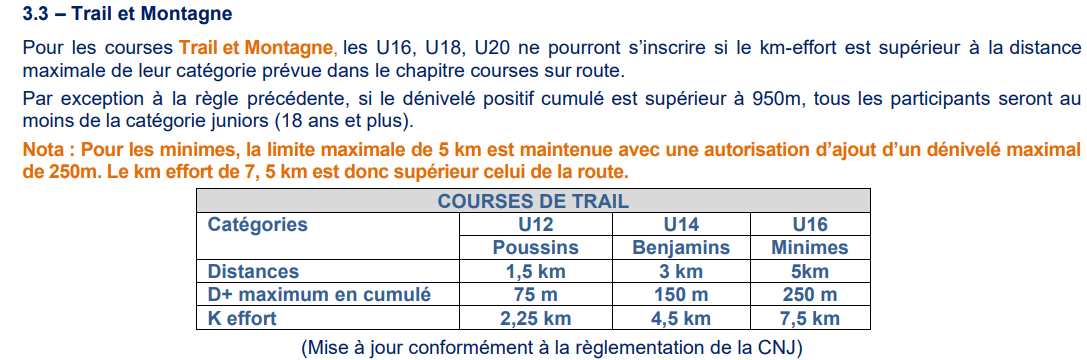 3.3 – Trail et Montagne
Pour les courses Trail et Montagne, les U16, U18, U20 ne pourront s’inscrire si le km-effort est supérieur à la distance
maximale de leur catégorie prévue dans le chapitre courses sur route.
Par exception à la règle précédente, si le dénivelé positif cumulé est supérieur à 950m, tous les participants seront au
moins de la catégorie juniors (18 ans et plus).
Nota : Pour les minimes, la limite maximale de 5 km est maintenue avec une autorisation d’ajout d’un dénivelé maximal
de 250m. Le km effort de 7, 5 km est donc supérieur celui de la route.
COURSES DE TRAIL
Catégories U12 U14 U16
Poussins Benjamins Minimes
Distances 1,5 km 3 km 5km
D+ maximum en cumulé 75 m 150 m 250 m
K effort 2,25 km 4,5 km 7,5 km
(Mise à jour conformément à la règlementation de la CNJ)